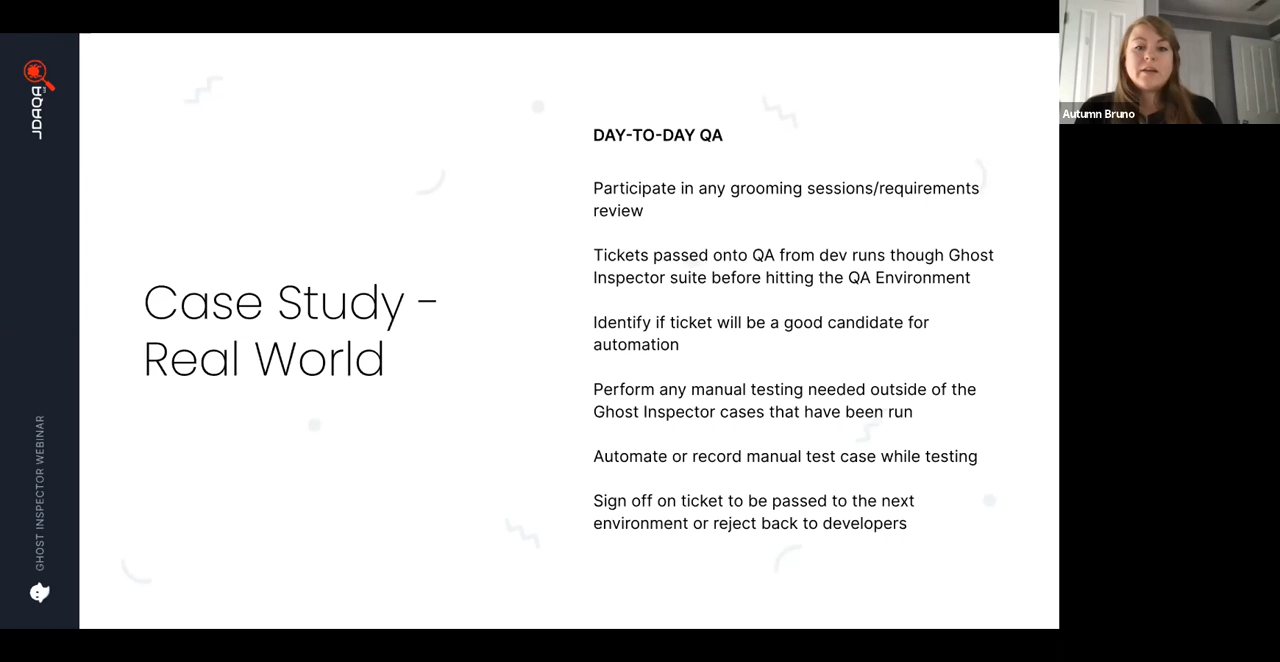 JDAQA
GHOST INSPECTOR WEBINAR
Case Study -
Real World
DAY-TO-DAY QA
Participate in any grooming sessions/requirements
review
Tickets passed onto QA from dev runs though Ghost
Inspector suite before hitting the QA Environment
Identify if ticket will be a good candidate for
automation
Perform any manual testing needed outside of the
Ghost Inspector cases that have been run
Automate or record manual test case while testing
Sign off on ticket to be passed to the next
environment or reject back to developers
Autumn Bruno